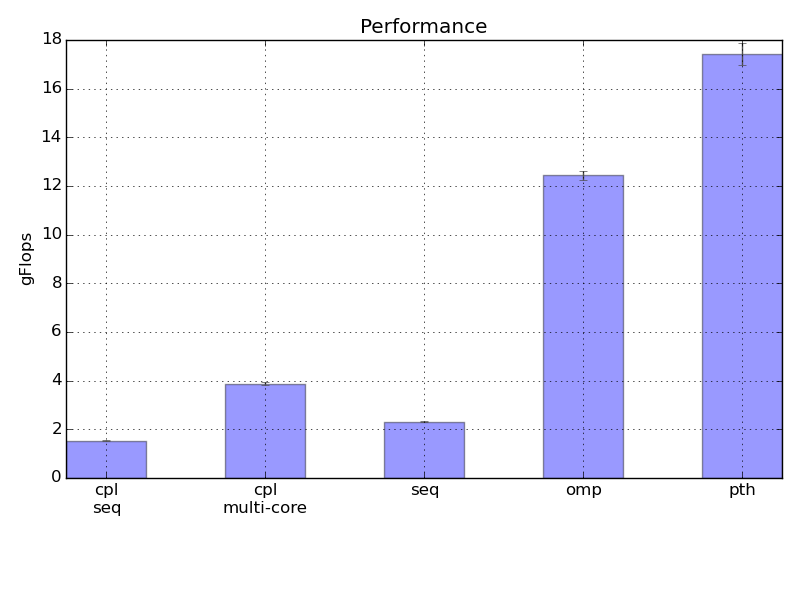 Performance
18
16
14
12
10
8
6
4
2
0
gFlops
cpl
seq
cpl
multi-core
seq
omp
pth